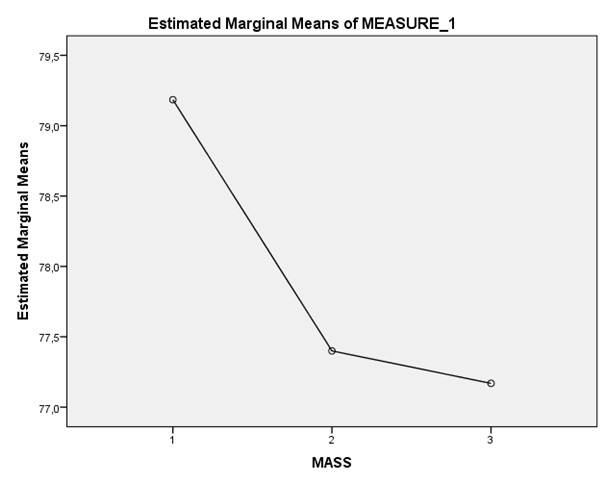 Estimated Marginal Means of MEASURE_1
Estimated Marginal Means
79,5
79,0
78,5
78,0
77,5
77,0
1 2 3
MASS